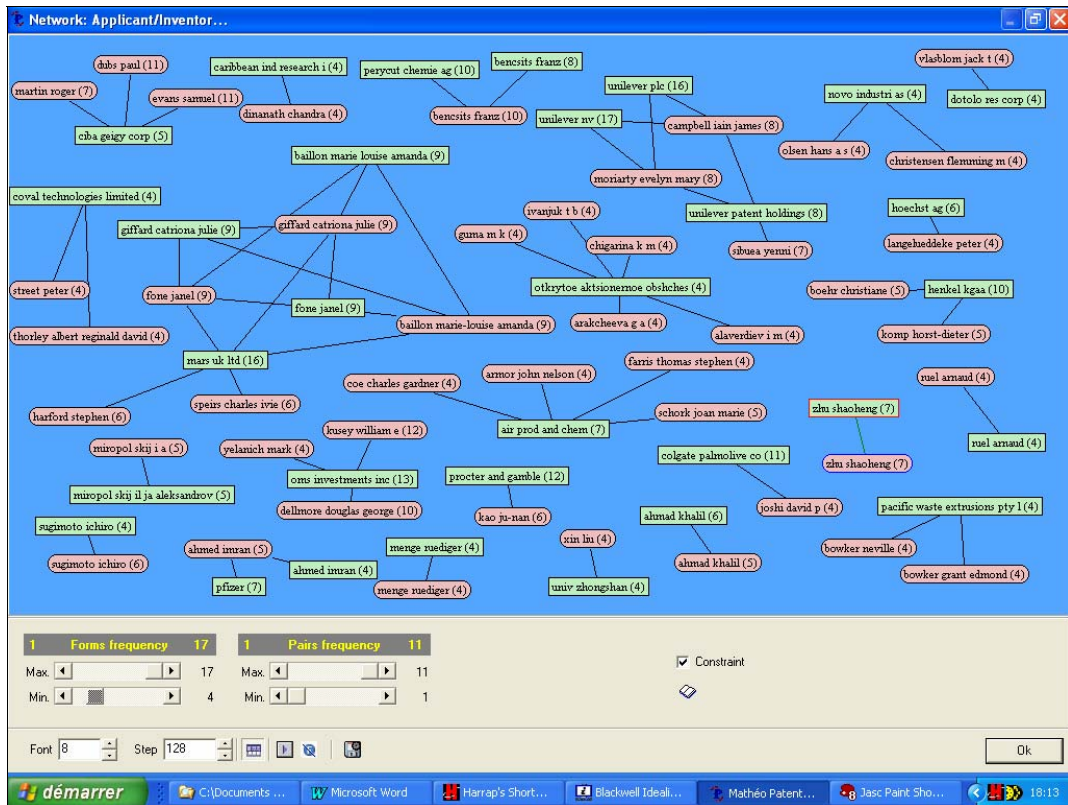 Network: Applicant/Inventor...
dubs paul (11)
caribbean ind research i (4)
perycut chemie ag (10)
bencsits franz (8)
vlasblom jack t (4)
martin roger (7)
evans samuel (11)
unilever plc (16)
novo industri as (4)
dotolo res corp (4)
dinanath chandra (4)
bencsits franz (10)
unilever nv (17)
campbell iain james (8)
ciba geigy corp (5)
olsen hans a s (4)
christensen flemming m (4)
baillon marie louise amanda (9)
moriarty evelyn mary (8)
coval technologies limited (4)
ivanjuk t b (4)
unilever patent holdings (8)
hoechst ag (6)
giffard catriona julie (9)
giffard catriona julie (9)
guma m k (4)
chigarina k m (4)
sibuea yenni (7)
langehueddeke peter (4)
street peter (4)
fone janel (9)
fone janel (9)
otkrytoe aktsionernoe obshches (4)
boehr christiane (5)
henkel kgaa (10)
thorley albert reginald david (4)
baillon marie-louise amanda (9)
arakcheeva g a (4)
alaverdiev i m (4)
komp horst-dieter (5)
mars uk ltd (16)
farris thomas stephen (4)
coe charles gardner (4)
armor john nelson (4)
ruel arnaud (4)
harford stephen (6)
speirs charles ivie (6)
schork joan marie (5)
zhu shaoheng (7)
kusey william e (12)
air prod and chem (7)
ruel arnaud (4)
miropol skij i a (5)
yelanich mark (4)
colgate palmolive co (11)
zhu shaoheng (7)
oms investments inc (13)
procter and gamble (12)
miropol skij il ja aleksandrov (5)
dellmore douglas george (10)
kao ju-nan (6)
ahmad khalil (6)
joshi david p (4)
pacific waste extrusions pty l (4)
sugimoto ichiro (4)
xin liu (4)
bowker neville (4)
sugimoto ichiro (6)
ahmed imran (5)
menge ruediger (4)
ahmad khalil (5)
ahmed imran (4)
bowker grant edmond (4)
pfizer (7)
menge ruediger (4)
univ zhongshan (4)
1 Forms frequency 17 1 Pairs frequency 11
Max. 17 Max. 11 Constraint
Min. 4 Min. 1
Font 8 Step 128 Ok
démarrer C:\Documents ... Microsoft Word Harrap's Short... Blackwell Ideali... Mathéo Patent... Jasc Paint Sho... 18:13